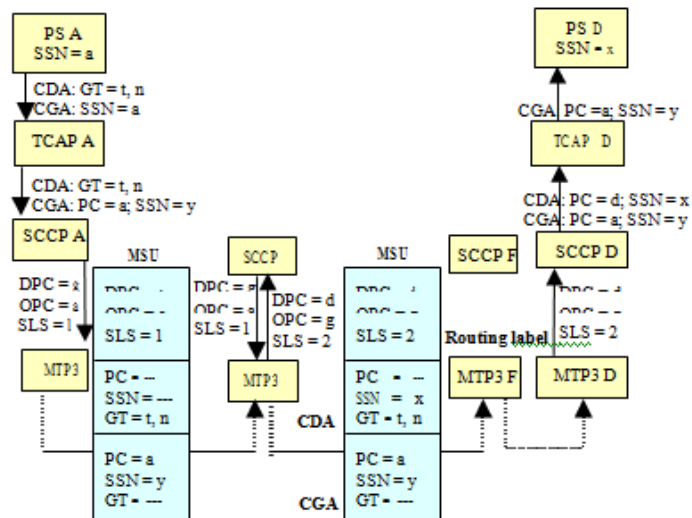 PS A
SSN = a
CDA: GT = t, n
CGA: SSN = a
TCAP A
CDA: GT = t, n
CGA: PC = a; SSN = y
SCCP A
DPC =
OPC = a
SLS = 1
MTP3
MSU
SLS = 1
PC = ---
SSN = ---
GT = t, n
PC = a
SSN = y
GT = ---
SCCP
DPC = g
OPC = a
SLS = 1
DPC = d
OPC = g
SLS = 2
MTP3
CDA
CGA
MSU
SLS = 2
PC = ---
SSN = x
GT = t, n
PC = a
SSN = y
GT = ---
SCCP F
Routing label
MTP3 F
PS D
SSN = x
CGA PC = a; SSN = y
TCAP D
CDA: PC = d; SSN = x
CGA: PC = a; SSN = y
SCCP D
SLS = 2
MTP3 D